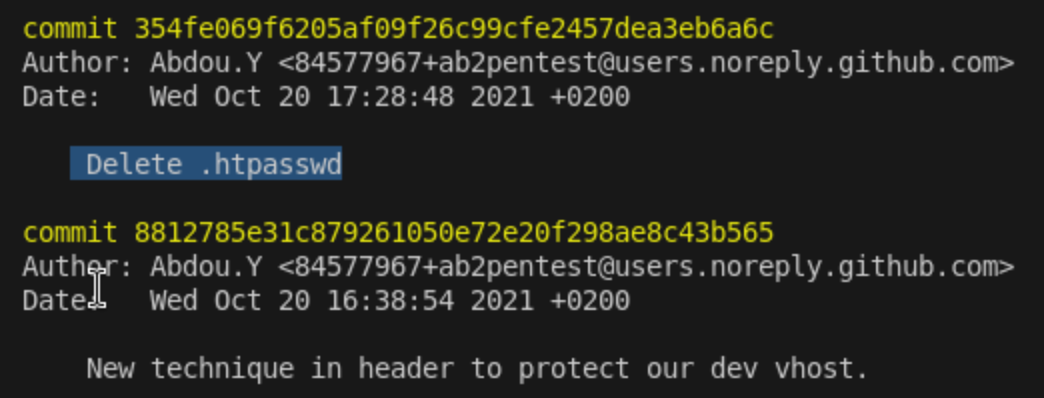 commit 354fe069f6205af09f26c99cfe2457dea3eb6a6c
Author: Abdou.Y <84577967+ab2pentest@users.noreply.github.com>
Date:   Wed Oct 20 17:28:48 2021 +0200
Delete .htpasswd
commit 8812785e31c879261050e72e20f298ae8c43b565
Author: Abdou.Y <84577967+ab2pentest@users.noreply.github.com>
Date:   Wed Oct 20 16:38:54 2021 +0200
New technique in header to protect our dev vhost.